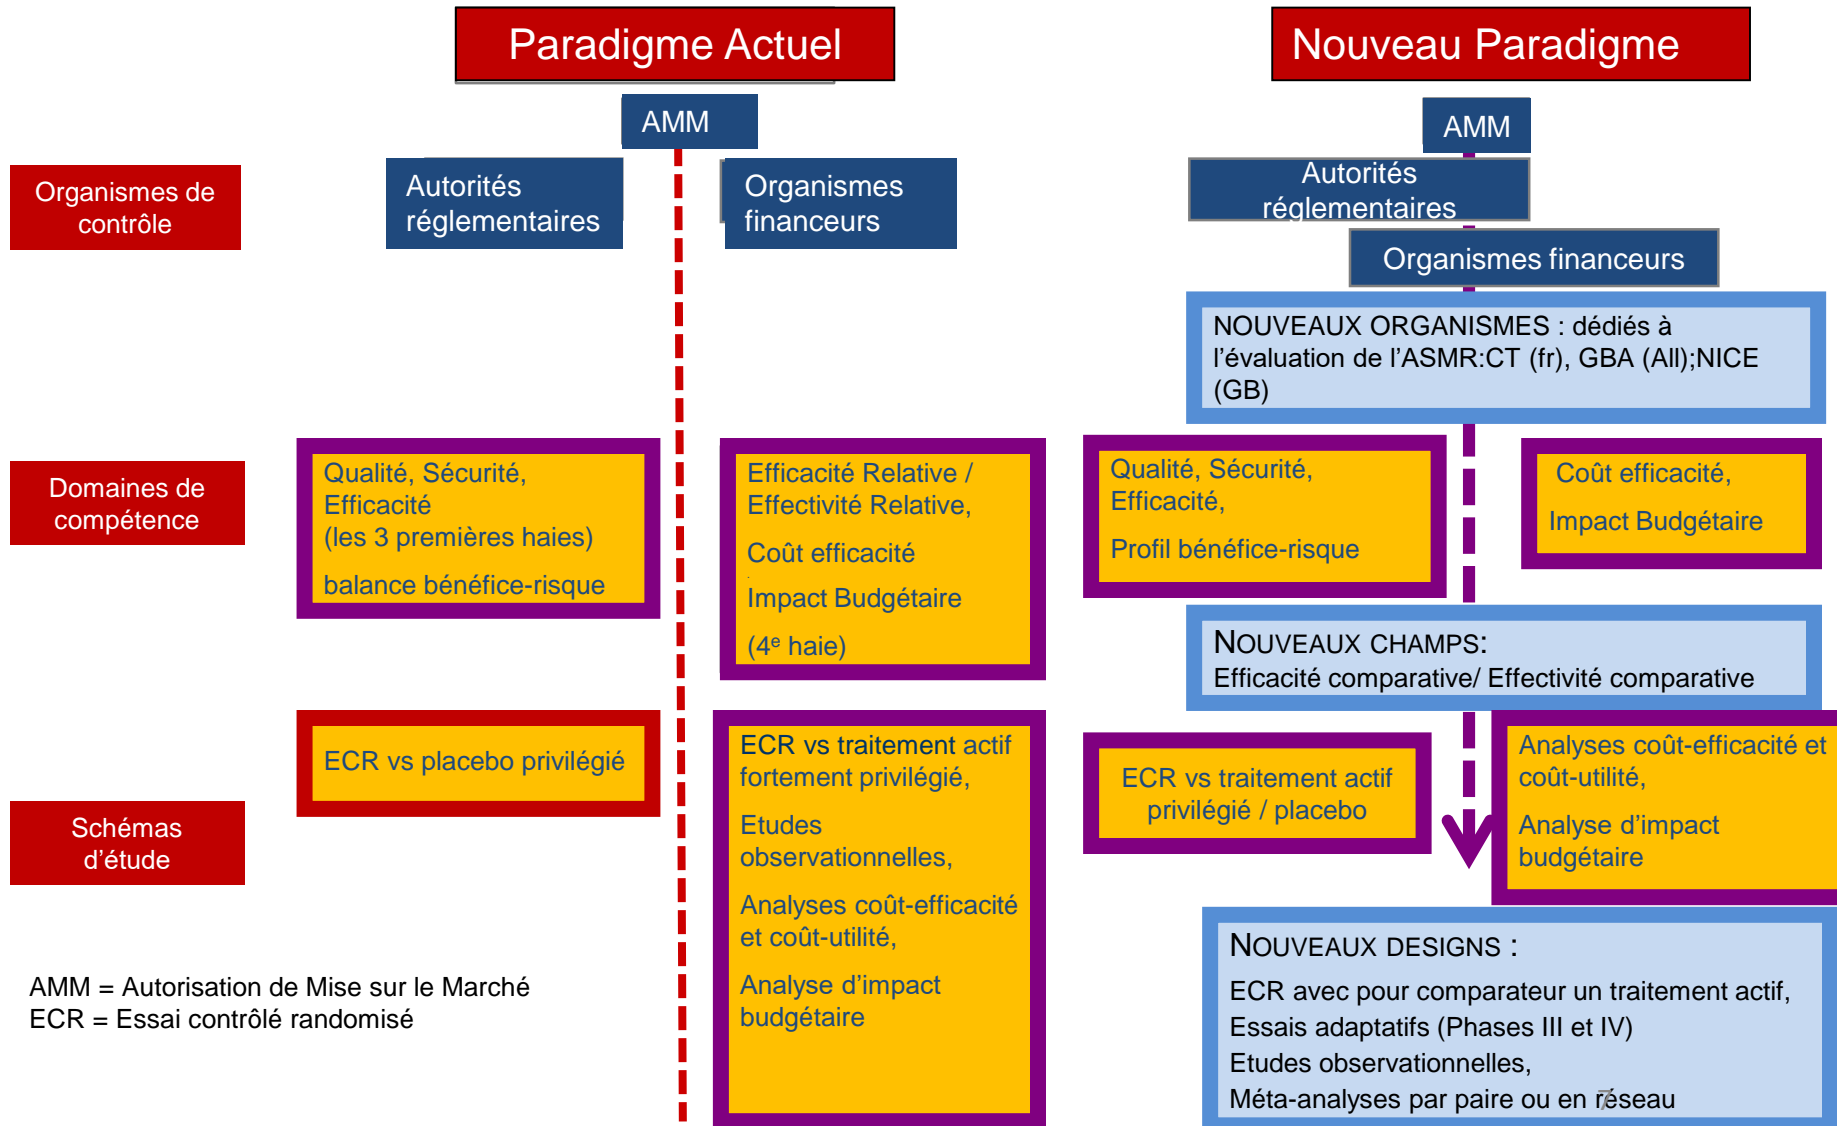 Paradigme Actuel
Nouveau Paradigme
AMM
AMM
Organismes de
contrôle
Autorités
réglementaires
Organismes
financeurs
Autorités
réglementaires
Organismes financeurs
NOUVEAUX ORGANISMES : dédiés à
l'évaluation de l'ASMR:CT (fr), GBA (All);NICE
(GB)
Domaines de
compétence
Qualité, Sécurité,
Efficacité
(les 3 premières haies)
balance bénéfice-risque
Efficacité Relative /
Effectivité Relative,
Coût efficacité
Impact Budgétaire
(4e haie)
Qualité, Sécurité,
Efficacité,
Profil bénéfice-risque
Coût efficacité,
Impact Budgétaire
NOUVEAUX CHAMPS:
Efficacité comparative/ Effectivité comparative
Schémas
d'étude
ECR vs placebo privilégié
ECR vs traitement actif
fortement privilégié,
Etudes
observationnelles,
Analyses coût-efficacité
et coût-utilité,
Analyse d'impact
budgétaire
ECR vs traitement actif
privilégié / placebo
Analyses coût-efficacité et
coût-utilité,
Analyse d'impact
budgétaire
NOUVEAUX DESIGNS :
ECR avec pour comparateur un traitement actif,
Essais adaptatifs (Phases III et IV)
Etudes observationnelles,
Méta-analyses par paire ou en réseau
7
AMM = Autorisation de Mise sur le Marché
ECR = Essai contrôlé randomisé